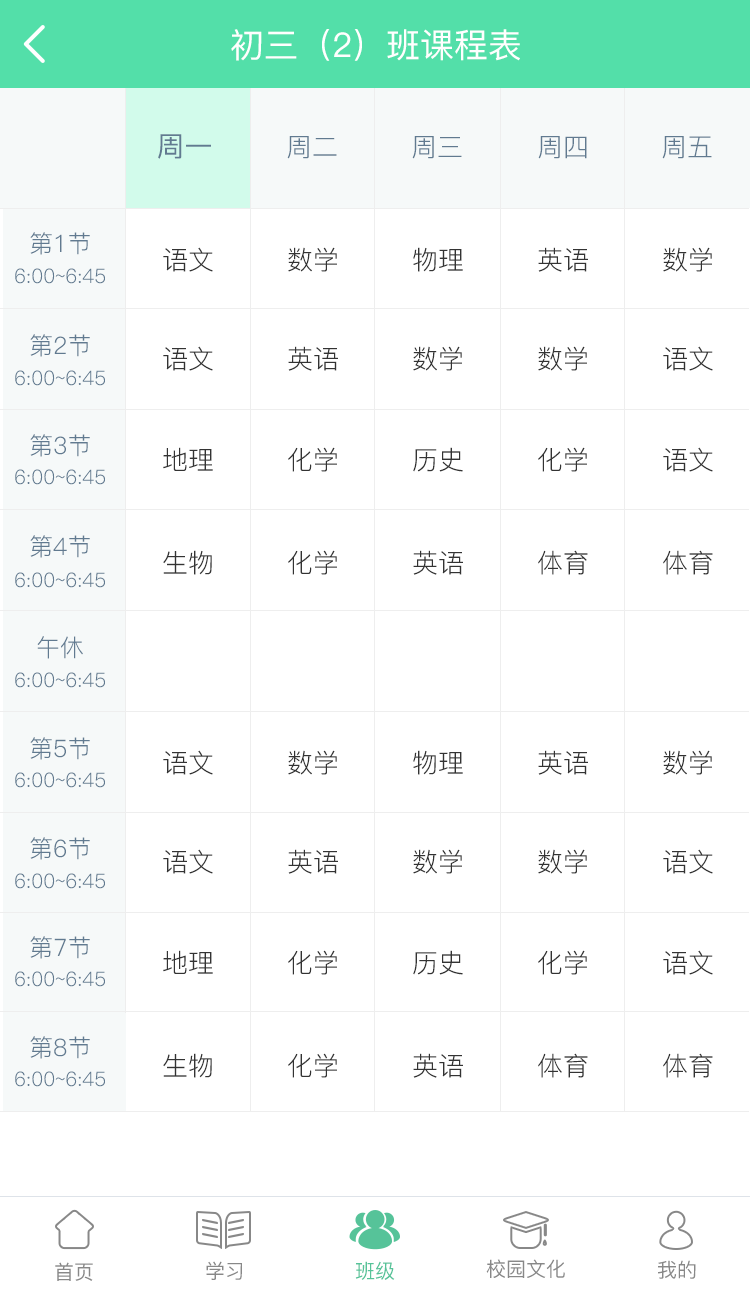 初三（2）班课程表
周一 周二 周三 周四 周五
第1节
6:00~6:45
语文 数学 物理 英语 数学
第2节
6:00~6:45
语文 英语 数学 数学 语文
第3节
6:00~6:45
地理 化学 历史 化学 语文
第4节
6:00~6:45
生物 化学 英语 体育 体育
午休
6:00~6:45
第5节
6:00~6:45
语文 数学 物理 英语 数学
第6节
6:00~6:45
语文 英语 数学 数学 语文
第7节
6:00~6:45
地理 化学 历史 化学 语文
第8节
6:00~6:45
生物 化学 英语 体育 体育
首页 学习 班级 校园文化 我的